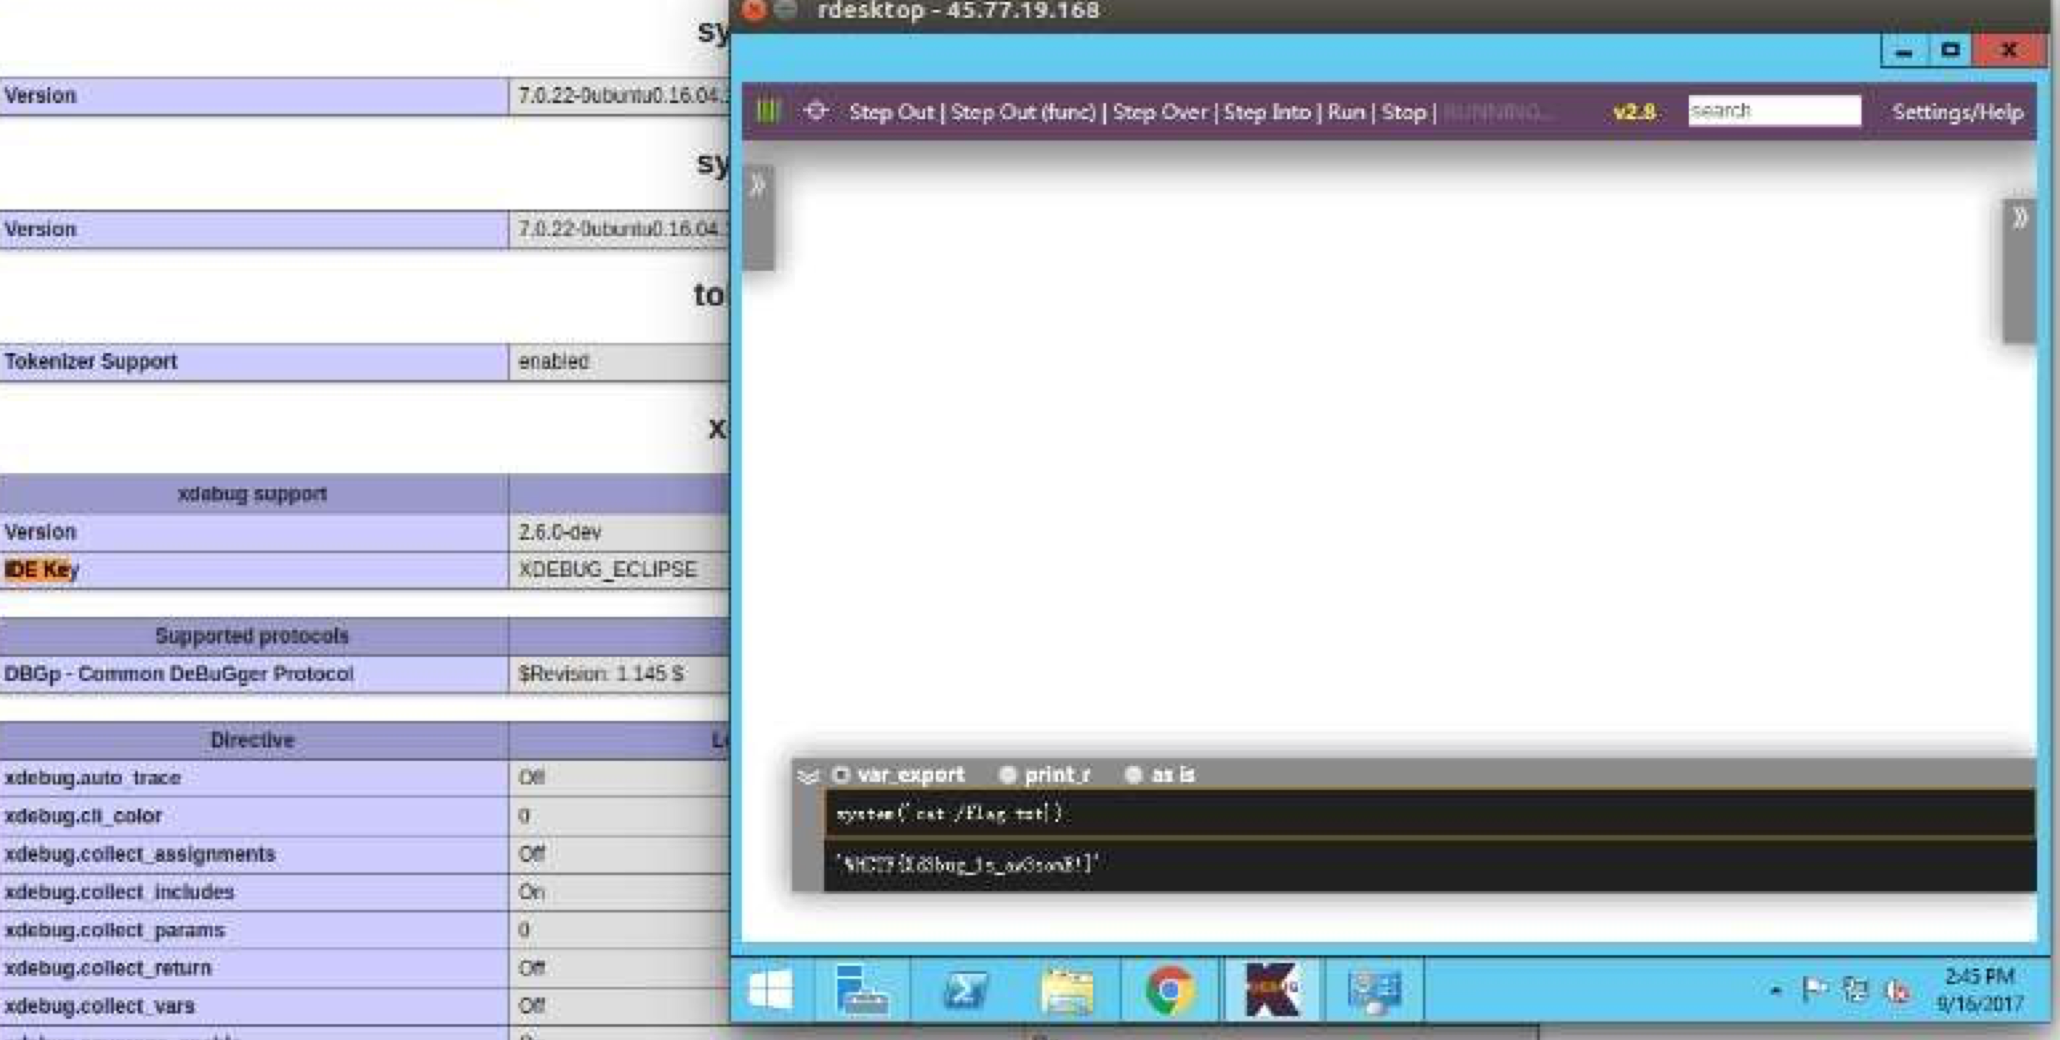 rdesktop - 45.77.19.168
sy
Version 7.0.22-0ubuntu0.16.04.
sy
Version 7.0.22-0ubuntu0.16.04.
to
Tokenizer Support enabled
x
xdebug support
Version 2.6.0-dev
IDE Key XDEBUG_ECLIPSE
Supported protocols
DBGp - Common DeBuGger Protocol $Revision: 1.145 $
Directive
xdebug.auto_trace Off
xdebug.cli_color 0
xdebug.collect_assignments Off
xdebug.collect_includes On
xdebug.collect_params 0
xdebug.collect_return Off
xdebug.collect_vars Off
Step Out | Step Out (func) | Step Over | Step Into | Run | Stop | RUNNING... v2.8 search Settings/Help
var_export print_r as is
system('cat /flag.txt')
2:45 PM
9/16/2017